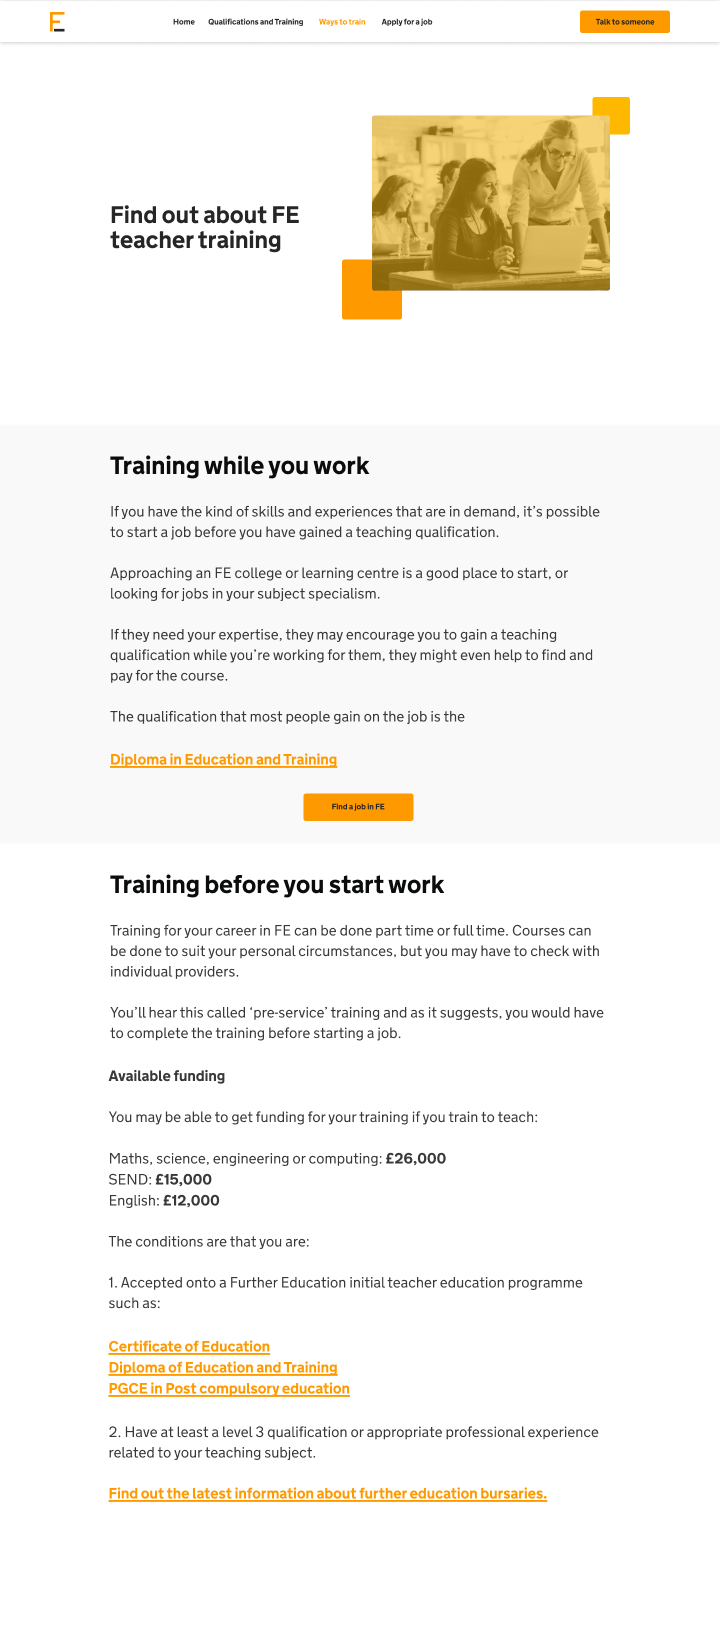 E
Home
Qualifications and Training
Ways to train
Apply for a job
Talk to someone
Find out about FE
teacher training
Training while you work
If you have the kind of skills and experiences that are in demand, it's possible
to start a job before you have gained a teaching qualification.
Approaching an FE college or learning centre is a good place to start, or
looking for jobs in your subject specialism.
If they need your expertise, they may encourage you to gain a teaching
qualification while you're working for them, they might even help to find and
pay for the course.
The qualification that most people gain on the job is the
Diploma in Education and Training
Find a job in FE
Training before you start work
Training for your career in FE can be done part time or full time. Courses can
be done to suit your personal circumstances, but you may have to check with
individual providers.
You'll hear this called 'pre-service' training and as it suggests, you would have
to complete the training before starting a job.
Available funding
You may be able to get funding for your training if you train to teach:
Maths, science, engineering or computing: £26,000
SEND: £15,000
English: £12,000
The conditions are that you are:
1. Accepted onto a Further Education initial teacher education programme
such as:
Certificate of Education
Diploma of Education and Training
PGCE in Post compulsory education
2. Have at least a level 3 qualification or appropriate professional experience
related to your teaching subject.
Find out the latest information about further education bursaries.